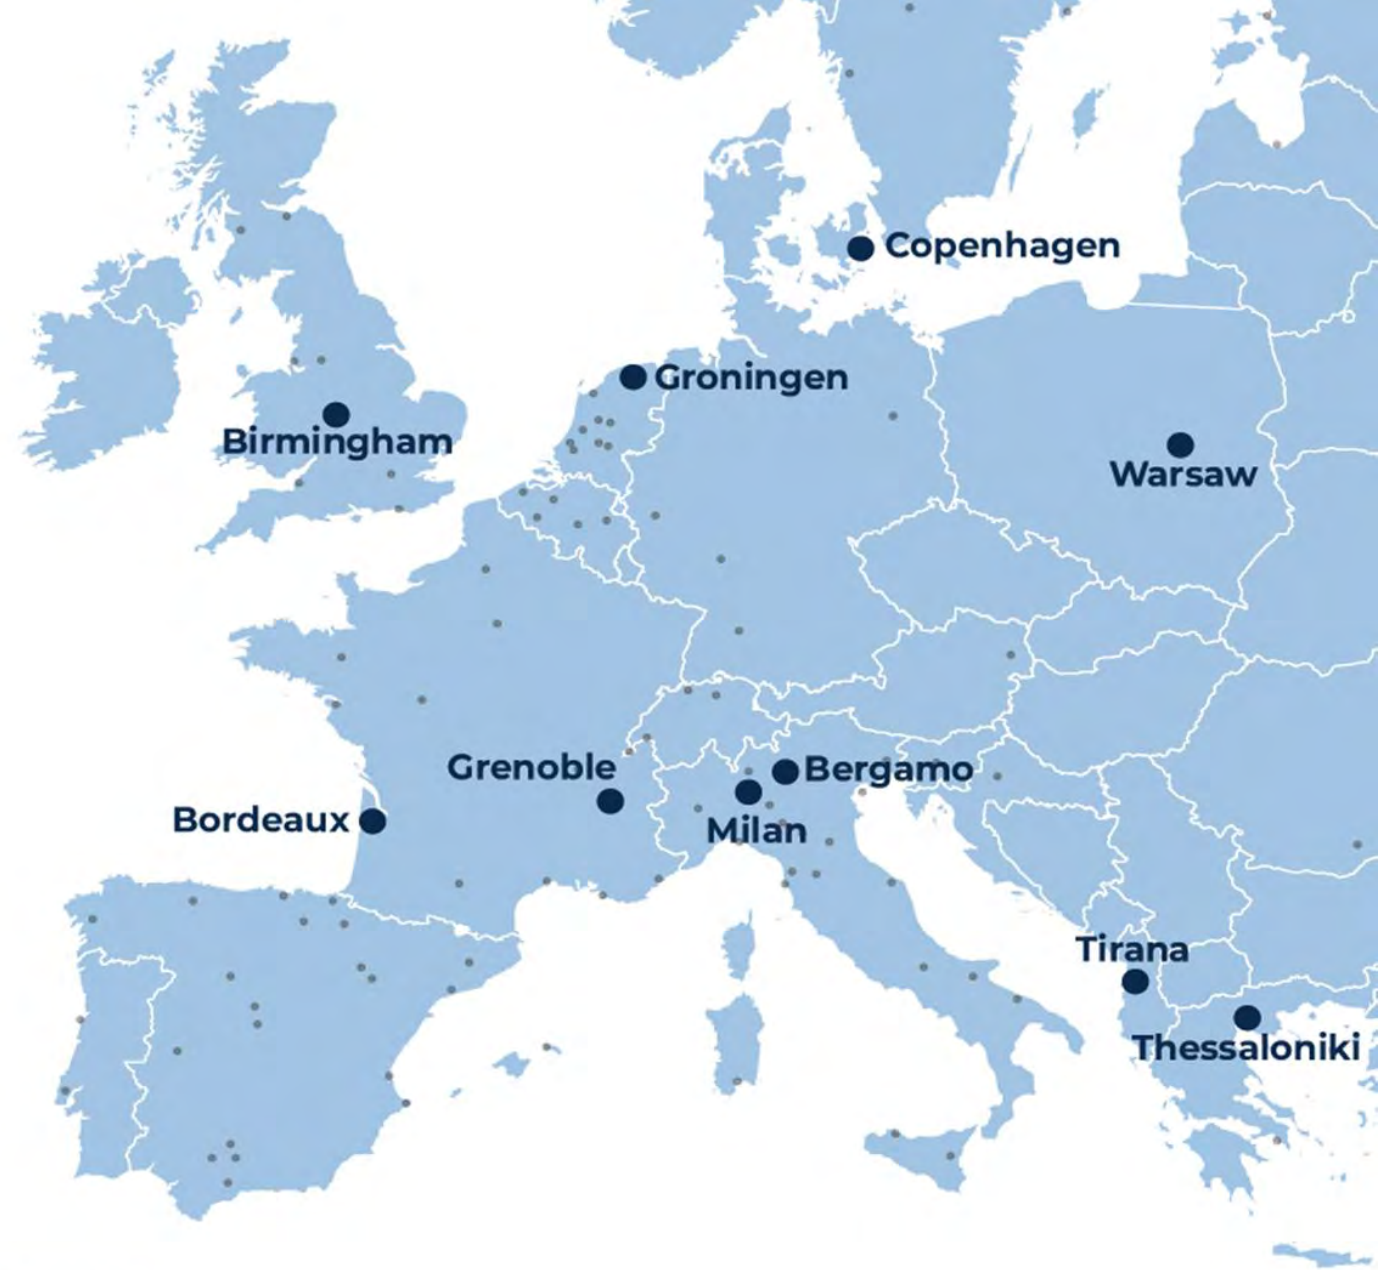 Copenhagen
Groningen
Birmingham
Warsaw
Grenoble
Bergamo
Bordeaux
Milan
Tirana
Thessaloniki